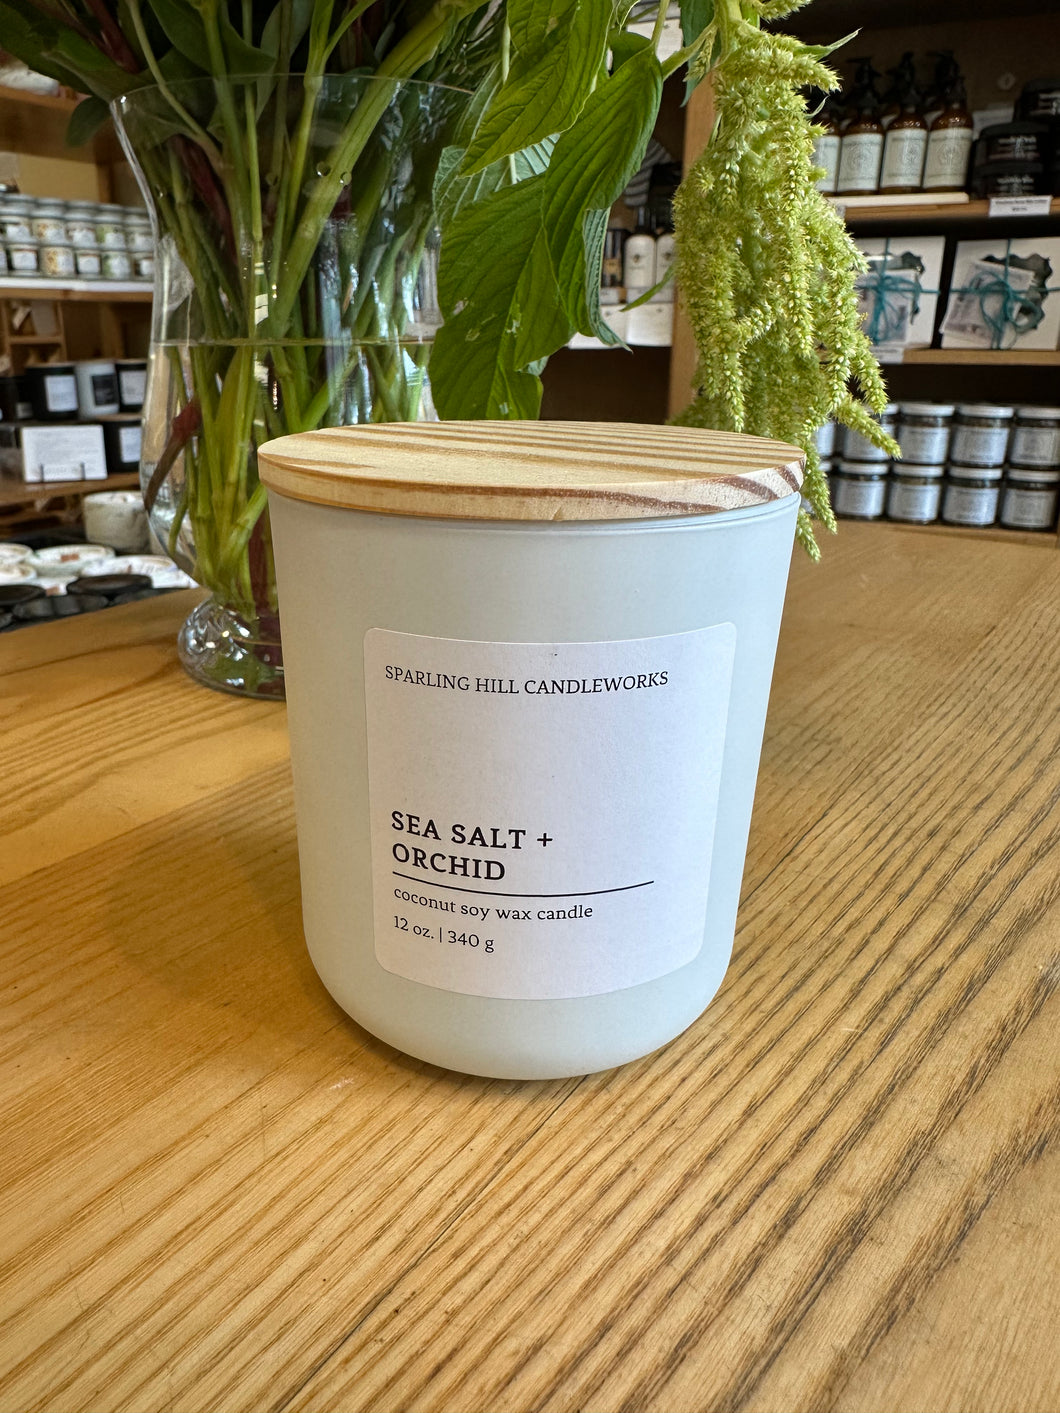 SPARLING HILL CANDLEWORKS
SEA SALT +
ORCHID
coconut soy wax candle
12 oz. | 340 g